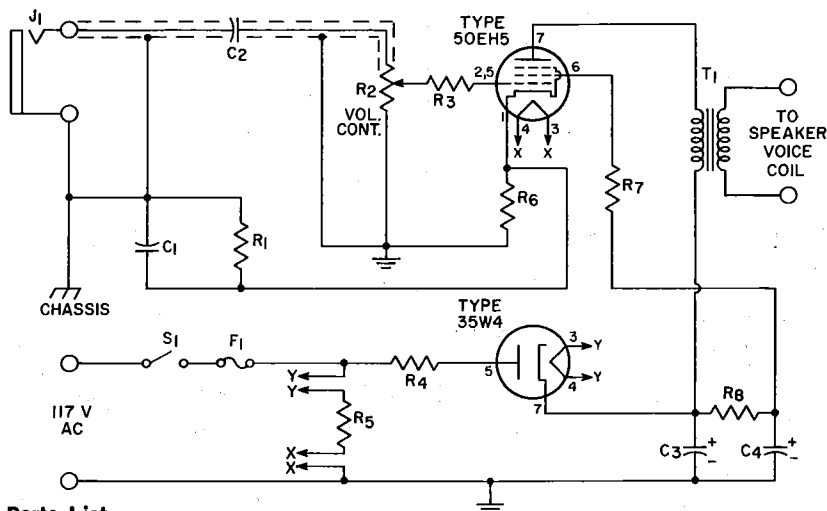 J1
C2
TYPE
50EH5
7
2,5
6
R2
R3
VOL.
CONT.
1
4
3
X
X
T1
TO
SPEAKER
VOICE
COIL
R7
R6
C1
R1
CHASSIS
TYPE
35W4
S1
F1
3
Y
5
4
Y
7
R4
Y
Y
R5
X
X
117 V
AC
R8
C3
+
-
C4
+
-
Parts List